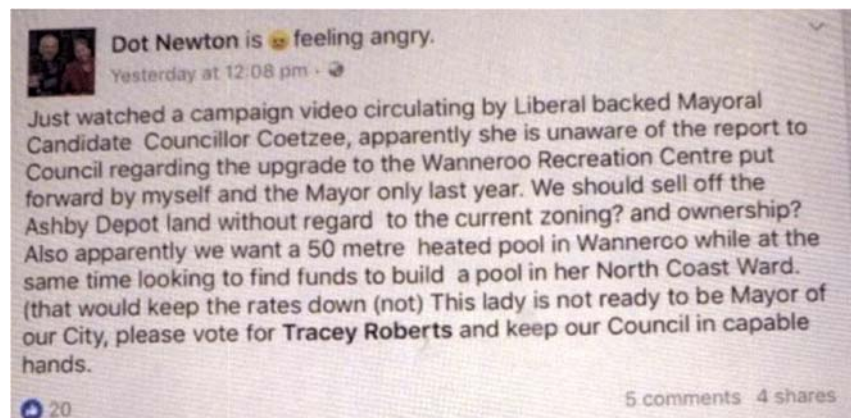 Dot Newton is 😠 feeling angry.
Yesterday at 12:08 pm ·
Just watched a campaign video circulating by Liberal backed Mayoral
Candidate Councillor Coetzee, apparently she is unaware of the report to
Council regarding the upgrade to the Wanneroo Recreation Centre put
forward by myself and the Mayor only last year. We should sell off the
Ashby Depot land without regard to the current zoning? and ownership?
Also apparently we want a 50 metre heated pool in Wanneroo while at the
same time looking to find funds to build a pool in her North Coast Ward.
(that would keep the rates down (not) This lady is not ready to be Mayor of
our City, please vote for Tracey Roberts and keep our Council in capable
hands.
20
5 comments 4 shares